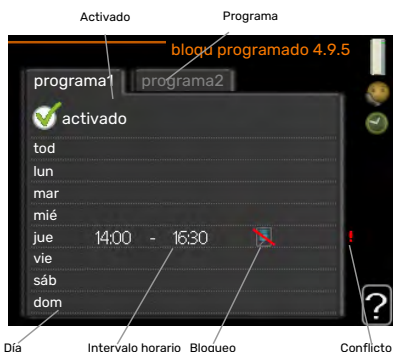 Activado Programa
bloqu programado 4.9.5
programa1 programa2
activado
tod
lun
mar
mié
jue 14:00 - 16:30
vie
sáb
dom
?
Día Intervalo horario Bloqueo Conflicto